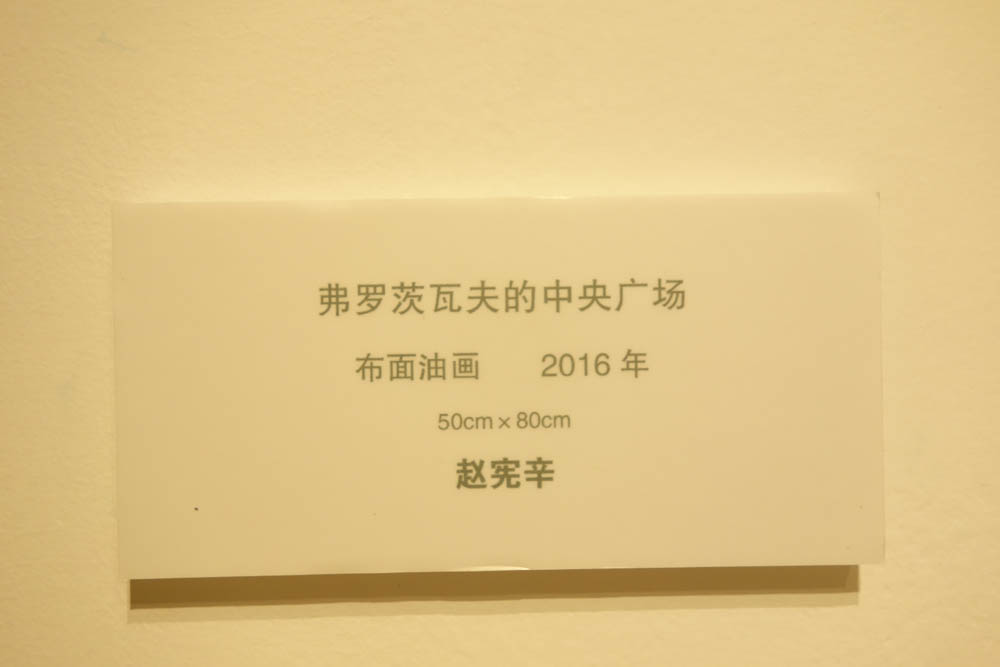 弗罗茨瓦夫的中央广场
布面油画 2016 年
50cm × 80cm
赵宪辛